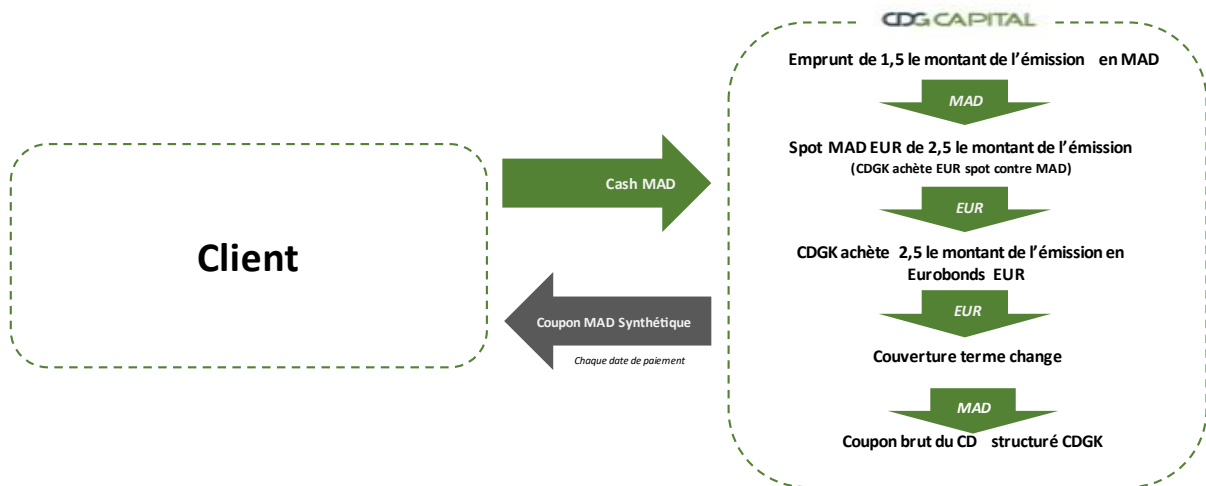 CDG CAPITAL
Emprunt de 1,5 le montant de l’émission en MAD
MAD
Spot MAD EUR de 2,5 le montant de l’émission
(CDGK achète EUR spot contre MAD)
Cash MAD
EUR
Client
CDGK achète 2,5 le montant de l’émission en
Eurobonds EUR
Coupon MAD Synthétique
EUR
Chaque date de paiement
Couverture terme change
MAD
Coupon brut du CD structuré CDGK